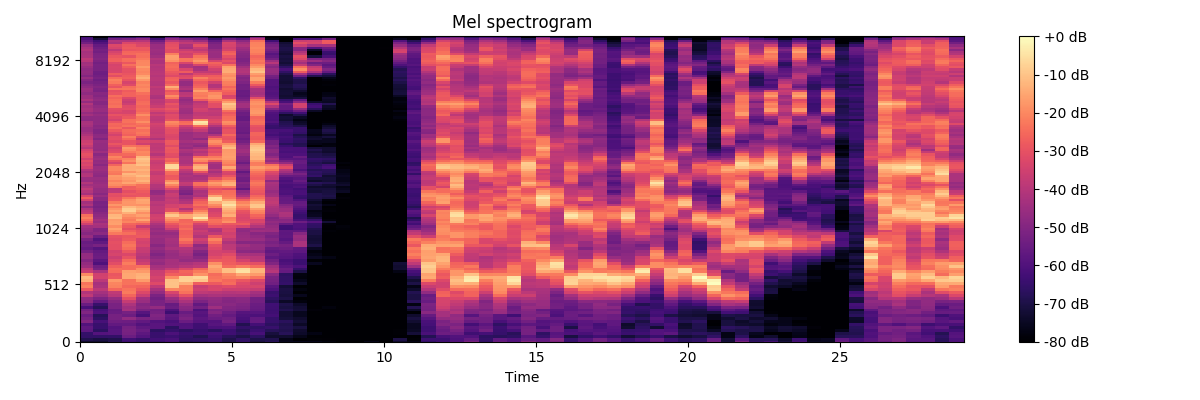 Mel spectrogram
Hz
8192
4096
2048
1024
512
0
0 5 10 15 20 25
Time
+0 dB
-10 dB
-20 dB
-30 dB
-40 dB
-50 dB
-60 dB
-70 dB
-80 dB